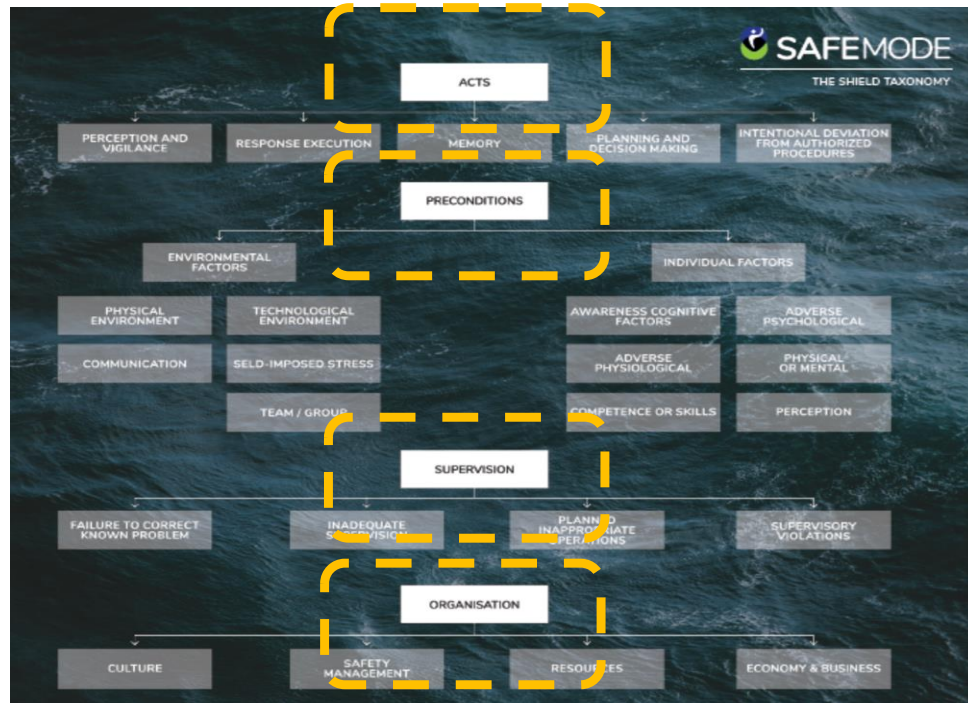 SAFEMODE
THE SHIELD TAXONOMY
ACTS
PERCEPTION AND
VIGILANCE
RESPONSE EXECUTION
MEMORY
PLANNING AND
DECISION MAKING
INTENTIONAL DEVIATION
FROM AUTHORIZED
PROCEDURES
PRECONDITIONS
ENVIRONMENTAL
FACTORS
INDIVIDUAL FACTORS
PHYSICAL
ENVIRONMENT
TECHNOLOGICAL
ENVIRONMENT
AWARENESS COGNITIVE
FACTORS
ADVERSE
PSYCHOLOGICAL
COMMUNICATION
SELD-IMPOSED STRESS
ADVERSE
PHYSIOLOGICAL
PHYSICAL
OR MENTAL
TEAM / GROUP
COMPETENCE OR SKILLS
PERCEPTION
SUPERVISION
FAILURE TO CORRECT
KNOWN PROBLEM
INADEQUATE
SUPERVISION
PLANNED
INAPPROPRIATE
OPERATIONS
SUPERVISORY
VIOLATIONS
ORGANISATION
CULTURE
SAFETY
MANAGEMENT
RESOURCES
ECONOMY & BUSINESS